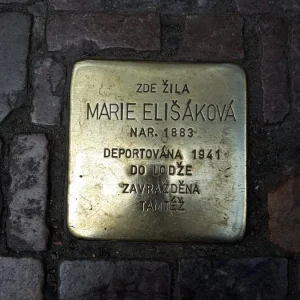 ZDE ŽILA
MARIE ELIŠÁKOVÁ
NAR. 1883
DEPORTOVÁNA 1941
DO LODŽE
ZAVRAŽDĚNA
TAMTÉŽ